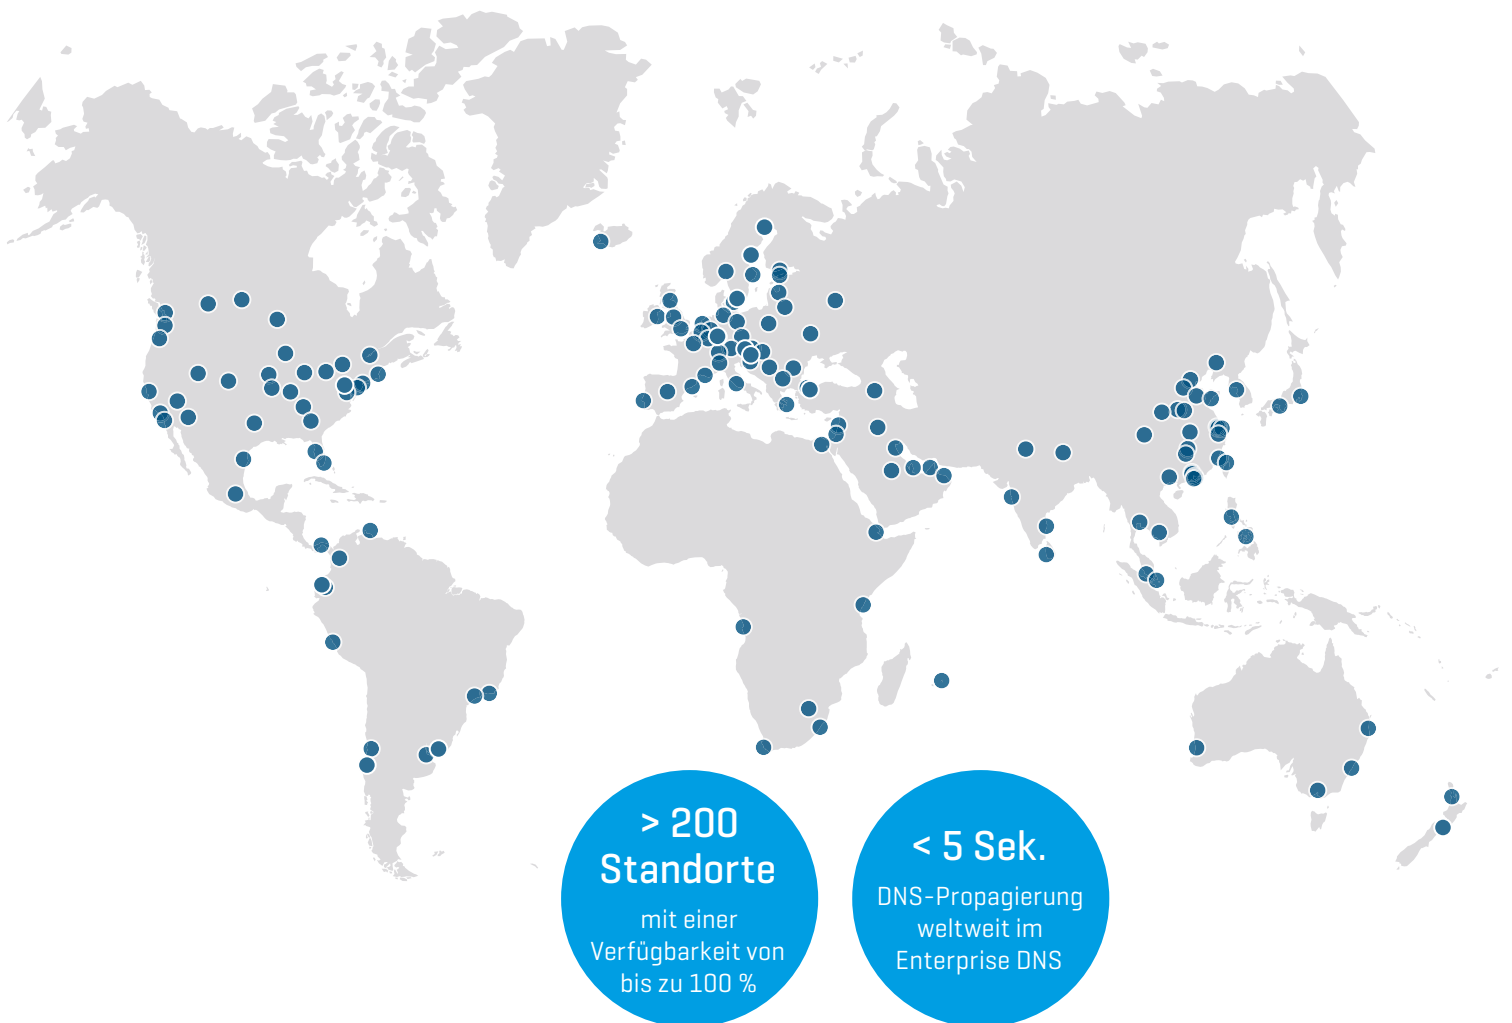 > 200
Standorte
mit einer
Verfügbarkeit von
bis zu 100 %
< 5 Sek.
DNS-Propagierung
weltweit im
Enterprise DNS